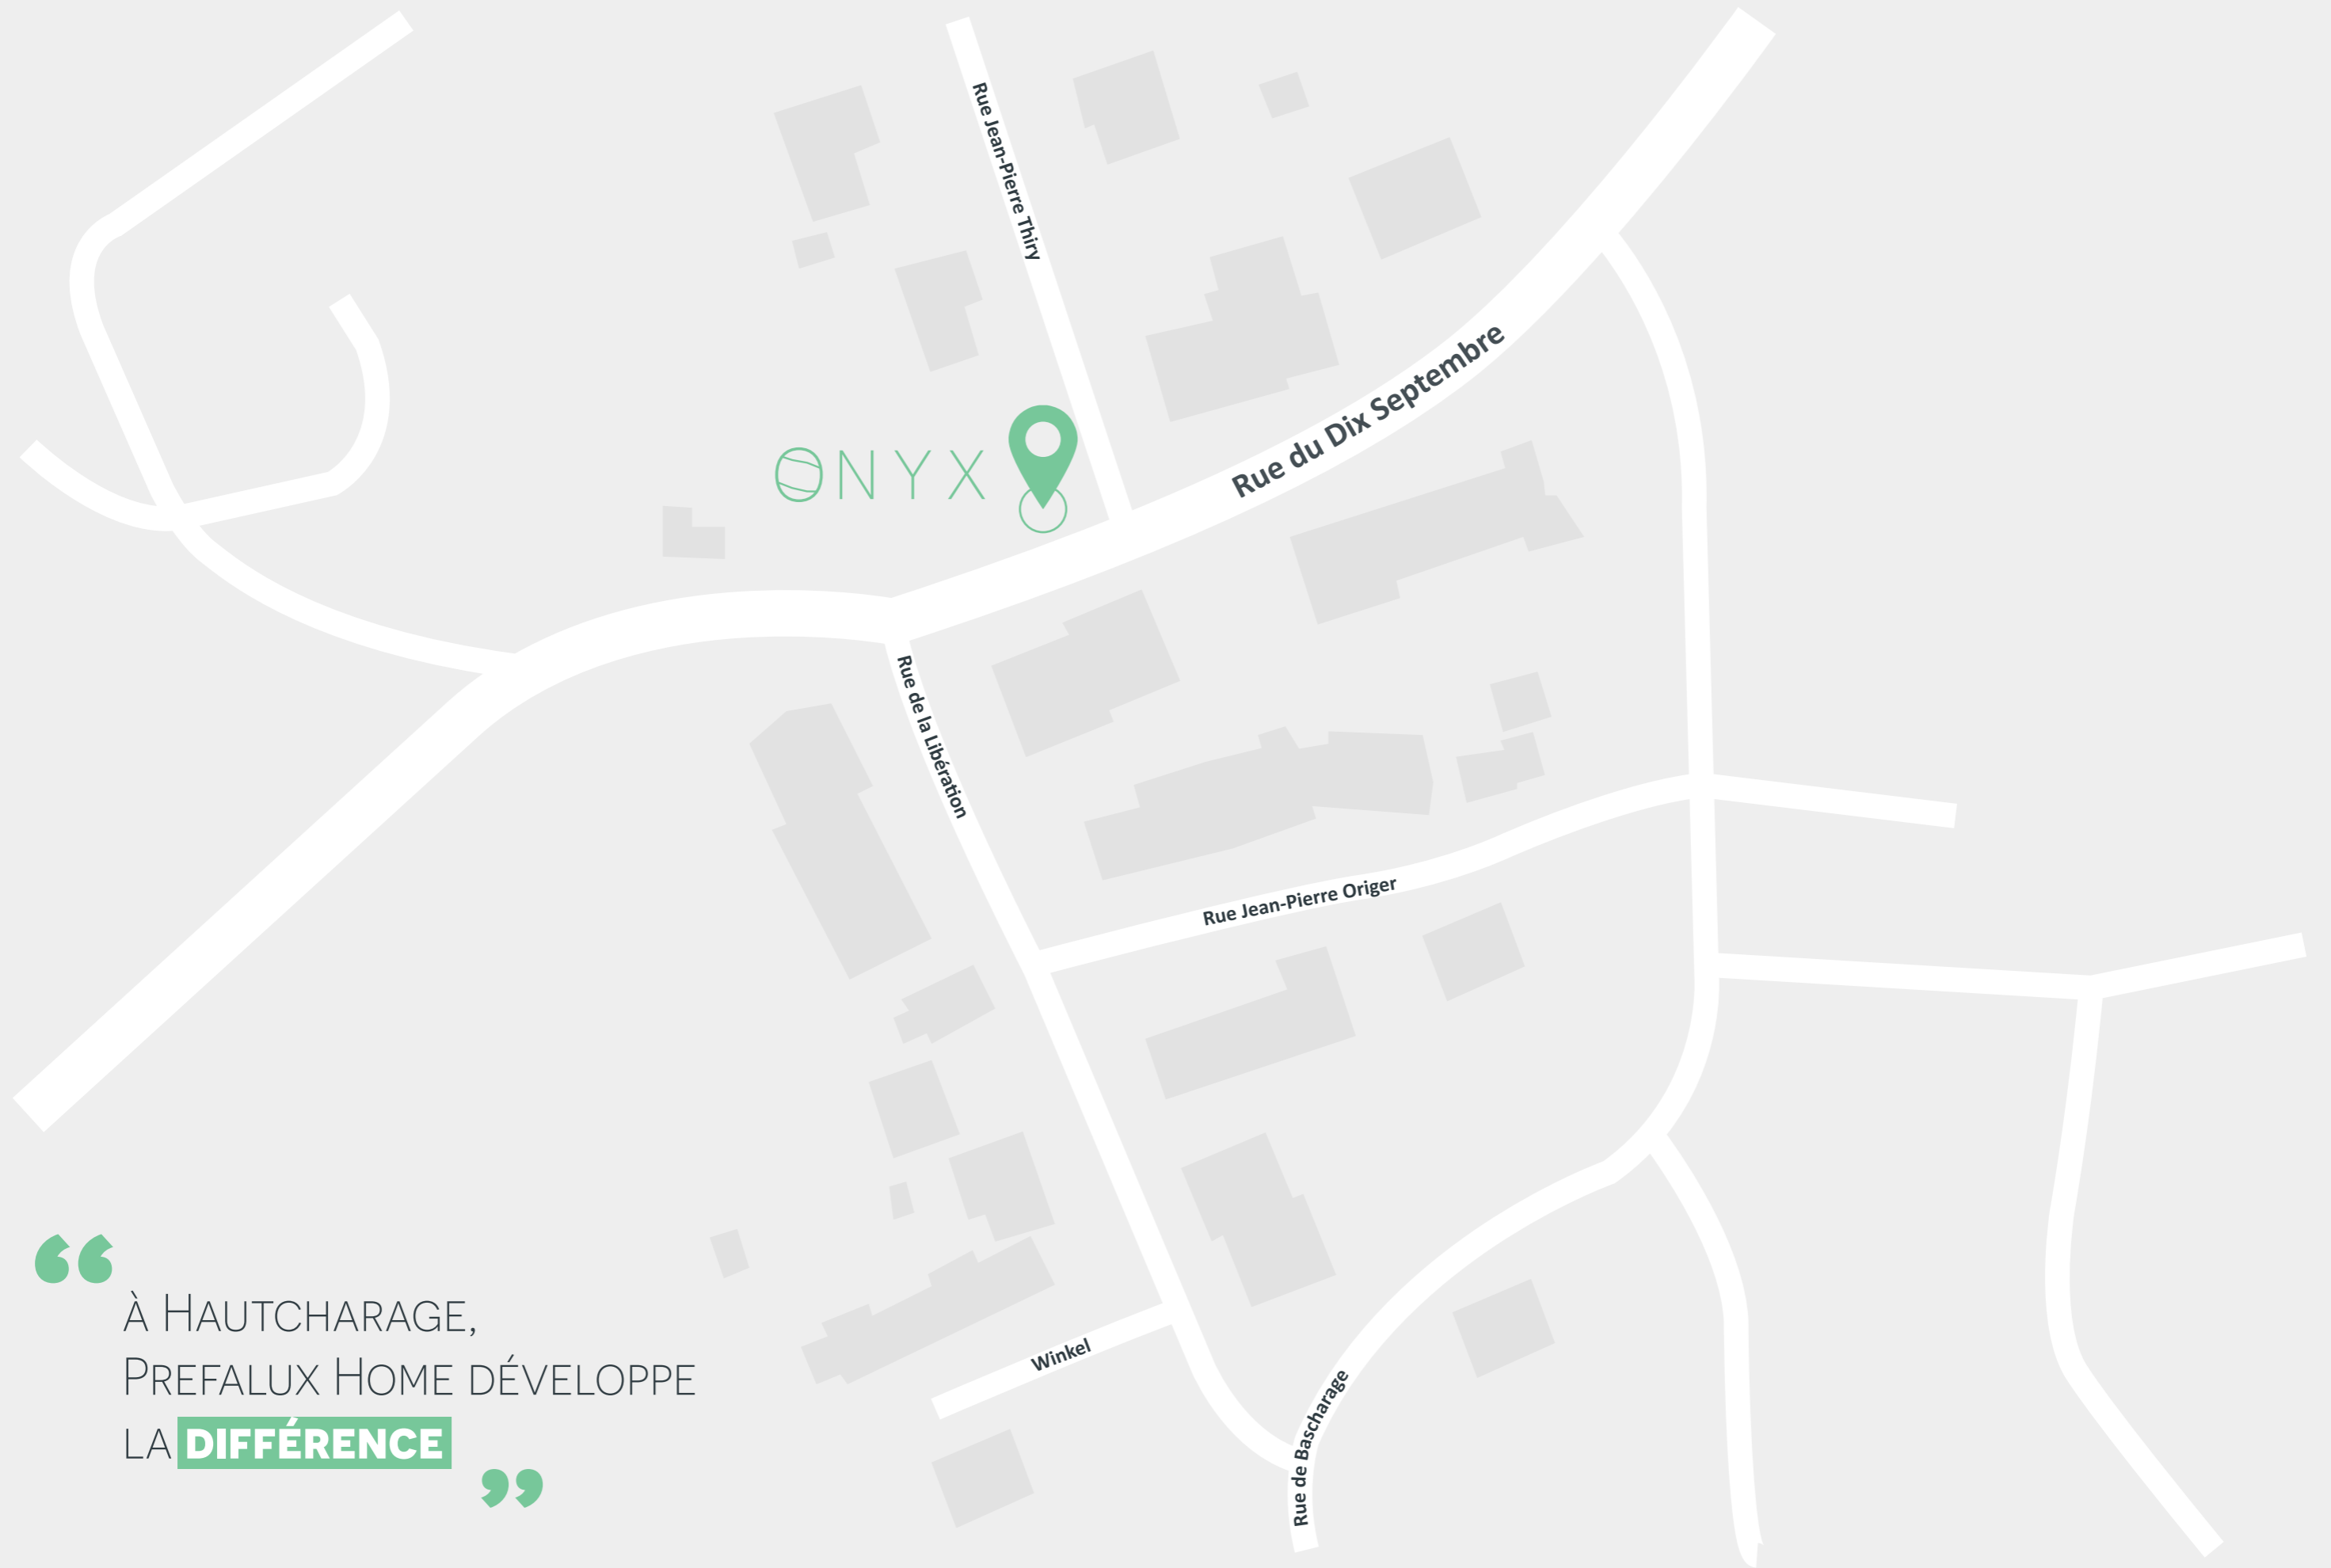 Rue Jean-Pierre Thiry
Rue du Dix Septembre
ONYX
Rue de la Libération
Rue Jean-Pierre Origer
Winkel
Rue de Bascharage
“
À HAUTCHARAGE,
PREFALUX HOME DÉVELOPPE
LA DIFFÉRENCE
”